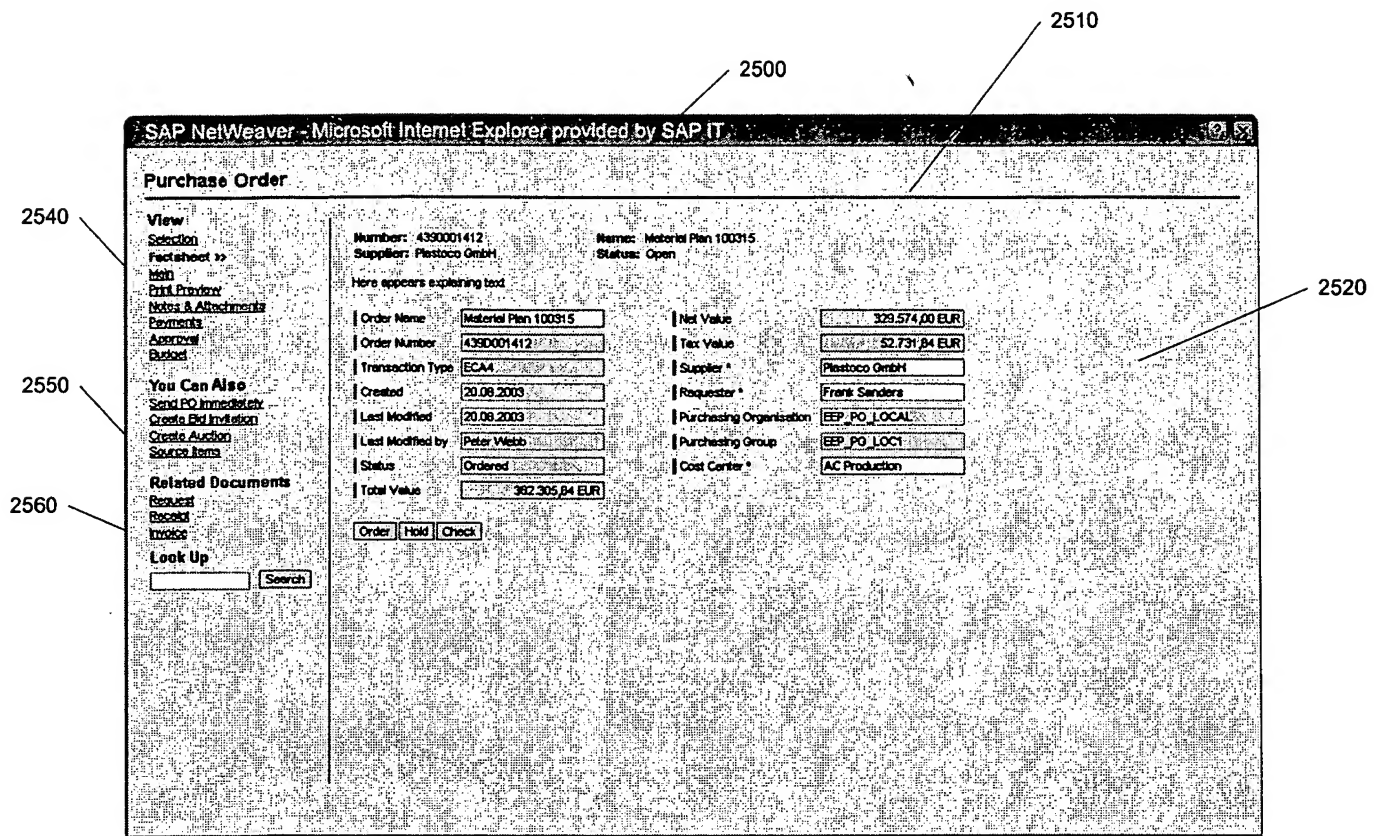 2510
2500
SAP NetWeaver - Microsoft Internet Explorer provided by SAP IT
Purchase Order
2540
View
Selection
Factsheet »
Main
Print Preview
Notes & Attachments
Payments
Approval
Budget
2550
You Can Also
Send PO Immediately
Create Bid Invitation
Create Auction
Source Items
2560
Related Documents
Request
Receipt
Invoice
Look Up
Search
Number: 4390001412 Name: Material Plan 100315
Supplier: Plastoco GmbH Status: Open
Here appears explaining text
2520
Order Name Material Plan 100315 Net Value 329.574,00 EUR
Order Number 4390001412 Tax Value 52.731,84 EUR
Transaction Type ECA4 Supplier * Plastoco GmbH
Created 20.08.2003 Requester * Frank Sanders
Last Modified 20.08.2003 Purchasing Organisation EEP_PO_LOCAL
Last Modified by Peter Webb Purchasing Group EEP_PO_LOC1
Status Ordered Cost Center * AC Production
Total Value 382.305,84 EUR
Order Hold Check